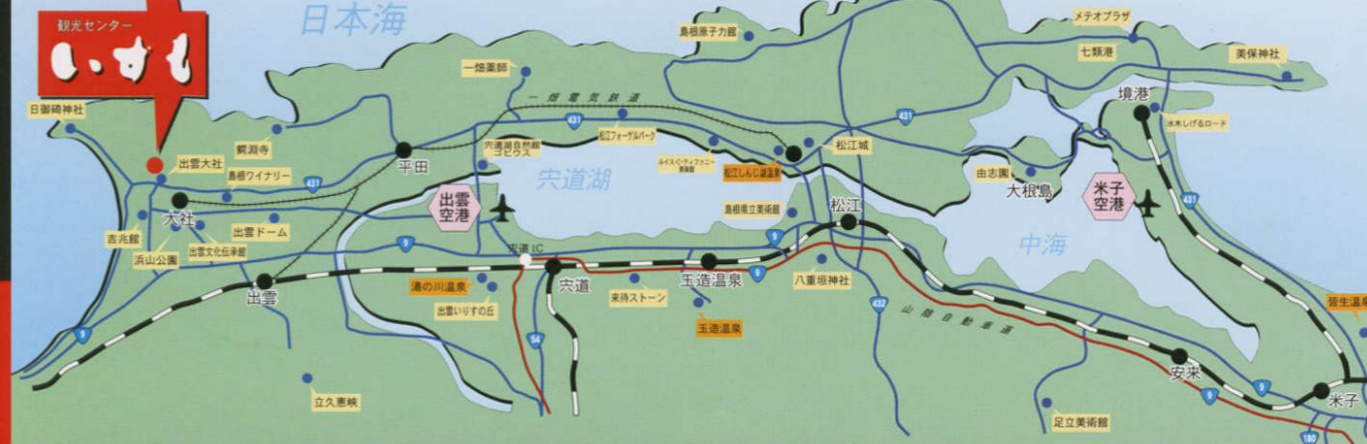 観光センター
いずも
日本海
島根原子力館
メテオプラザ
七類港
美保神社
一畑薬師
一畑電気鉄道
境港
日御碕神社
431
松江フォーゲルパーク
431
水木しげるロード
鰐淵寺
宍道湖自然館
ゴビウス
松江城
平田
出雲大社
島根ワイナリー
431
ルイス・C・ティファニー
美術館
松江しんじ湖温泉
由志園
大根島
宍道湖
出雲
空港
米子
空港
431
大社
島根県立美術館
松江
吉兆館
浜山公園
出雲文化伝承館
出雲ドーム
9
宍道IC
9
中海
出雲
湯の川温泉
出雲いりすの丘
宍道
来待ストーン
玉造温泉
9
八重垣神社
玉造温泉
432
山陰自動車道
皆生温泉
9
54
安来
立久恵峡
足立美術館
9
9
米子
180